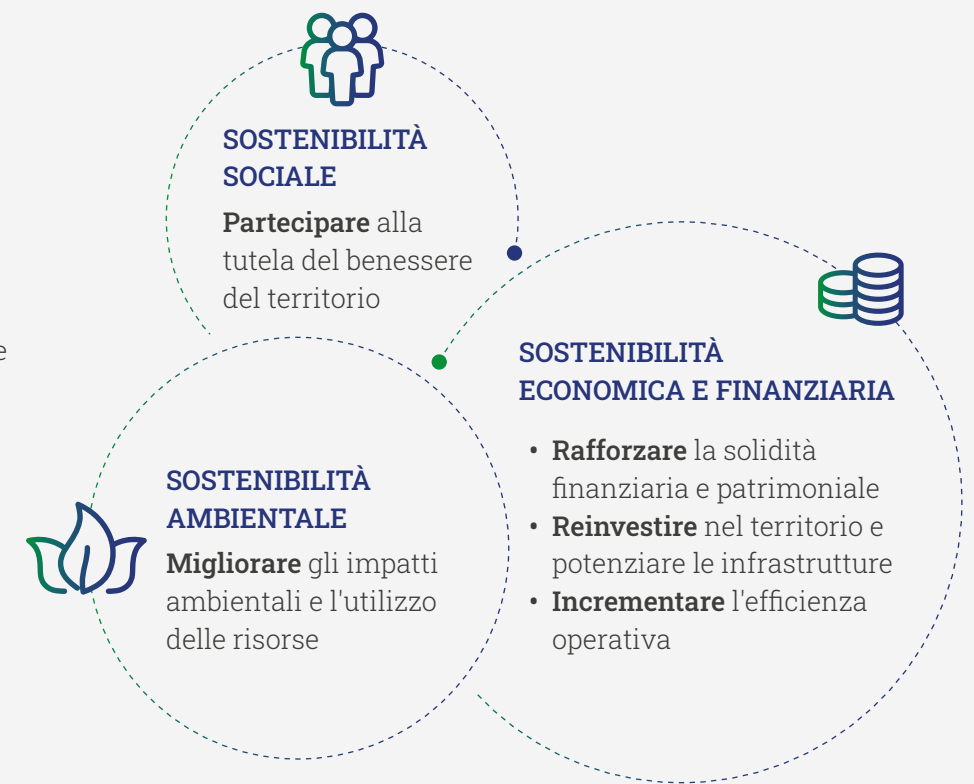 SOSTENIBILITÀ
SOCIALE
Partecipare alla
tutela del benessere
del territorio
e
SOSTENIBILITÀ
ECONOMICA E FINANZIARIA
• Rafforzare la solidità
finanziaria e patrimoniale
• Reinvestire nel territorio e
potenziare le infrastrutture
• Incrementare l'efficienza
operativa
SOSTENIBILITÀ
AMBIENTALE
Migliorare gli impatti
ambientali e l'utilizzo
delle risorse